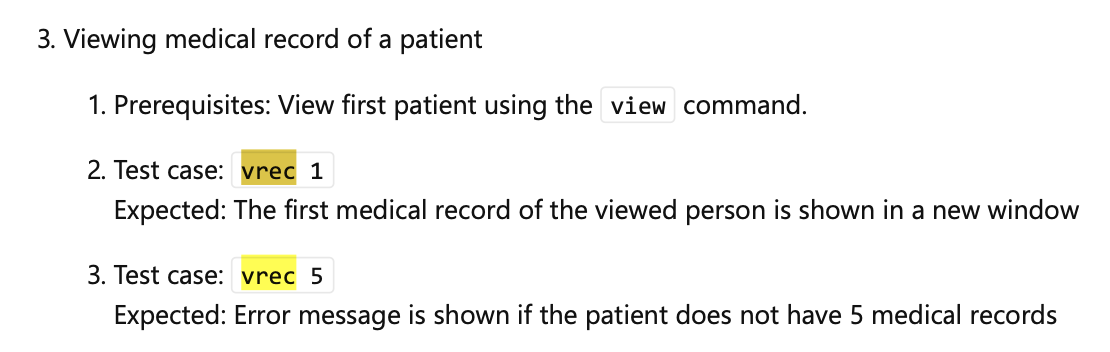 3. Viewing medical record of a patient
1. Prerequisites: View first patient using the view command.
2. Test case: vrec 1
Expected: The first medical record of the viewed person is shown in a new window
3. Test case: vrec 5
Expected: Error message is shown if the patient does not have 5 medical records